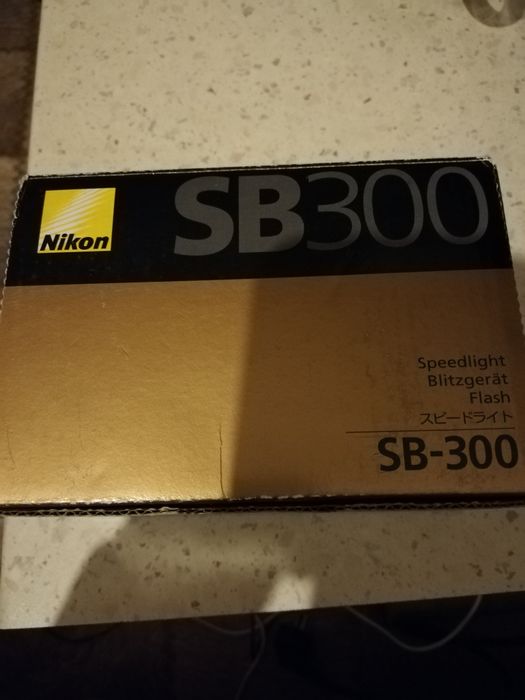 Nikon
SB300
Speedlight
Blitzgerät
Flash
スピードライト
SB-300